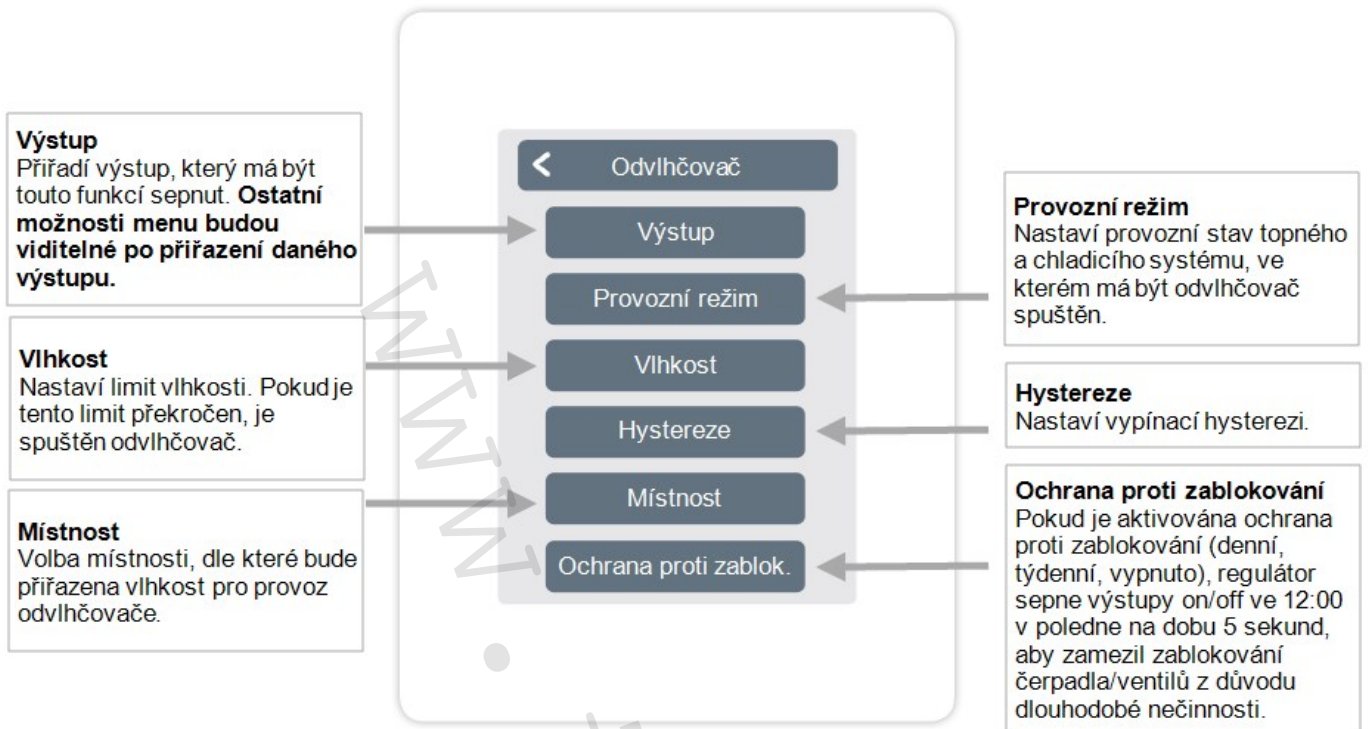 Výstup
Přiřadí výstup, který má být
touto funkcí sepnut. Ostatní
možnosti menu budou
viditelné po přiřazení daného
výstupu.
Vlhkost
Nastaví limit vlhkosti. Pokud je
tento limit překročen, je
spuštěn odvlhčovač.
Místnost
Volba místnosti, dle které bude
přiřazena vlhkost pro provoz
odvlhčovače.
Odvlhčovač
Výstup
Provozní režim
Vlhkost
Hystereze
Místnost
Ochrana proti zablok.
Provozní režim
Nastaví provozní stav topného
a chladicího systému, ve
kterém má být odvlhčovač
spuštěn.
Hystereze
Nastaví vypínací hysterezi.
Ochrana proti zablokování
Pokud je aktivována ochrana
proti zablokování (denní,
týdenní, vypnuto), regulátor
sepne výstupy on/off ve 12:00
v poledne na dobu 5 sekund,
aby zamezil zablokování
čerpadla/ventilů z důvodu
dlouhodobé nečinnosti.
www.